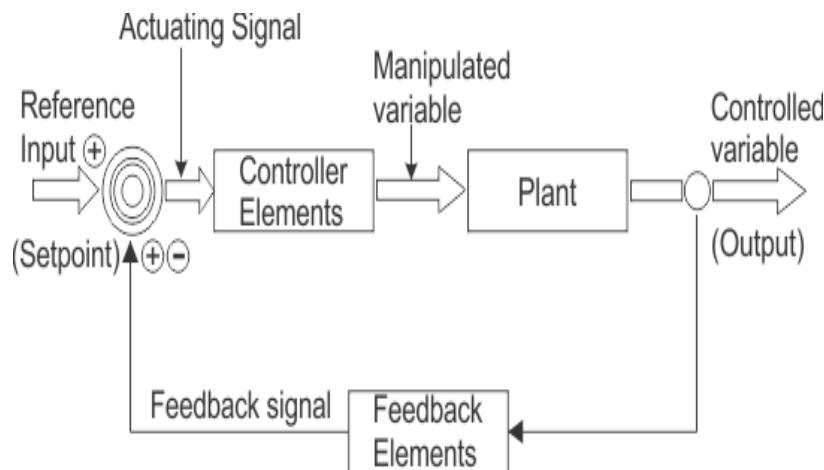 Actuating Signal
Reference
Input +
(Setpoint) + −
Controller
Elements
Manipulated
variable
Plant
Controlled
variable
(Output)
Feedback signal
Feedback
Elements